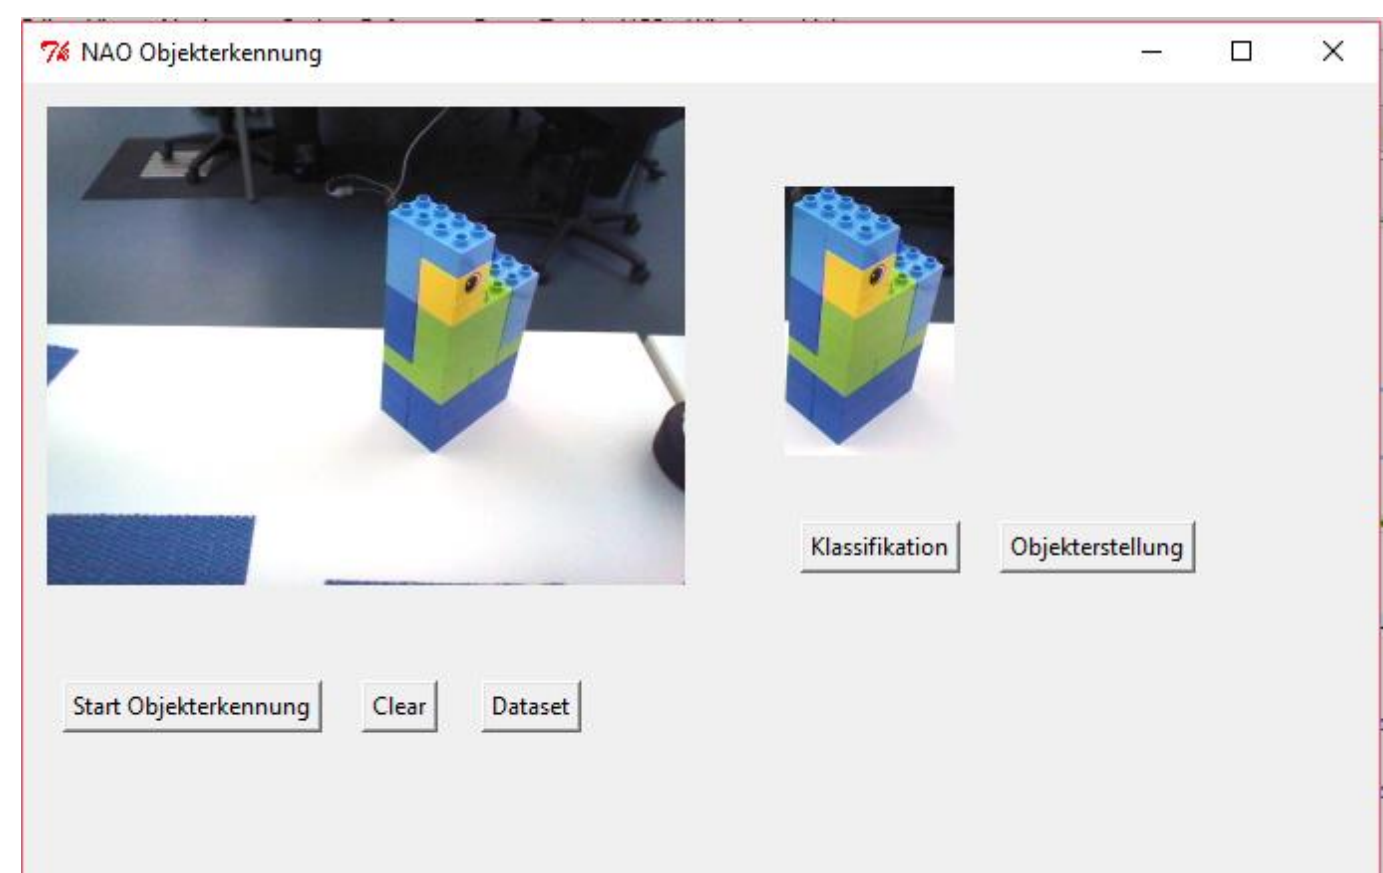 NAO Objekterkennung
Klassifikation Objekterstellung
Start Objekterkennung Clear Dataset